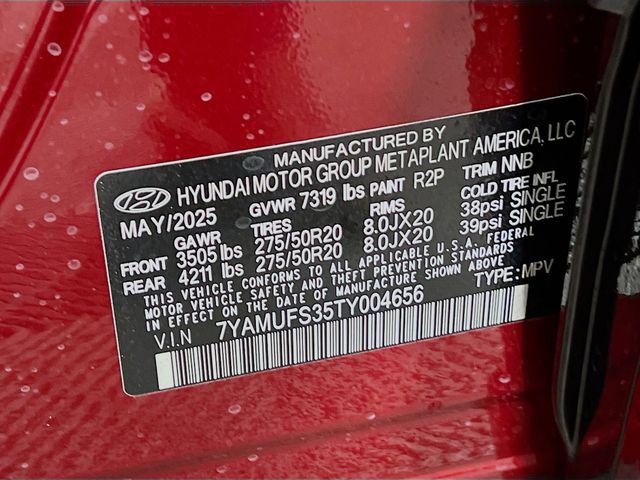 MANUFACTURED BY
HYUNDAI MOTOR GROUP METAPLANT AMERICA, LLC
MAY/2025 GVWR 7319 lbs PAINT R2P TRIM NNB
GAWR TIRES RIMS COLD TIRE INFL
FRONT 3505 lbs 275/50R20 8.0JX20 38psi SINGLE
REAR 4211 lbs 275/50R20 8.0JX20 39psi SINGLE
THIS VEHICLE CONFORMS TO ALL APPLICABLE U.S.A. FEDERAL
MOTOR VEHICLE SAFETY AND THEFT PREVENTION STANDARDS
IN EFFECT ON THE DATE OF MANUFACTURE SHOWN ABOVE
V.I.N 7YAMUFS35TY004656 TYPE: MPV